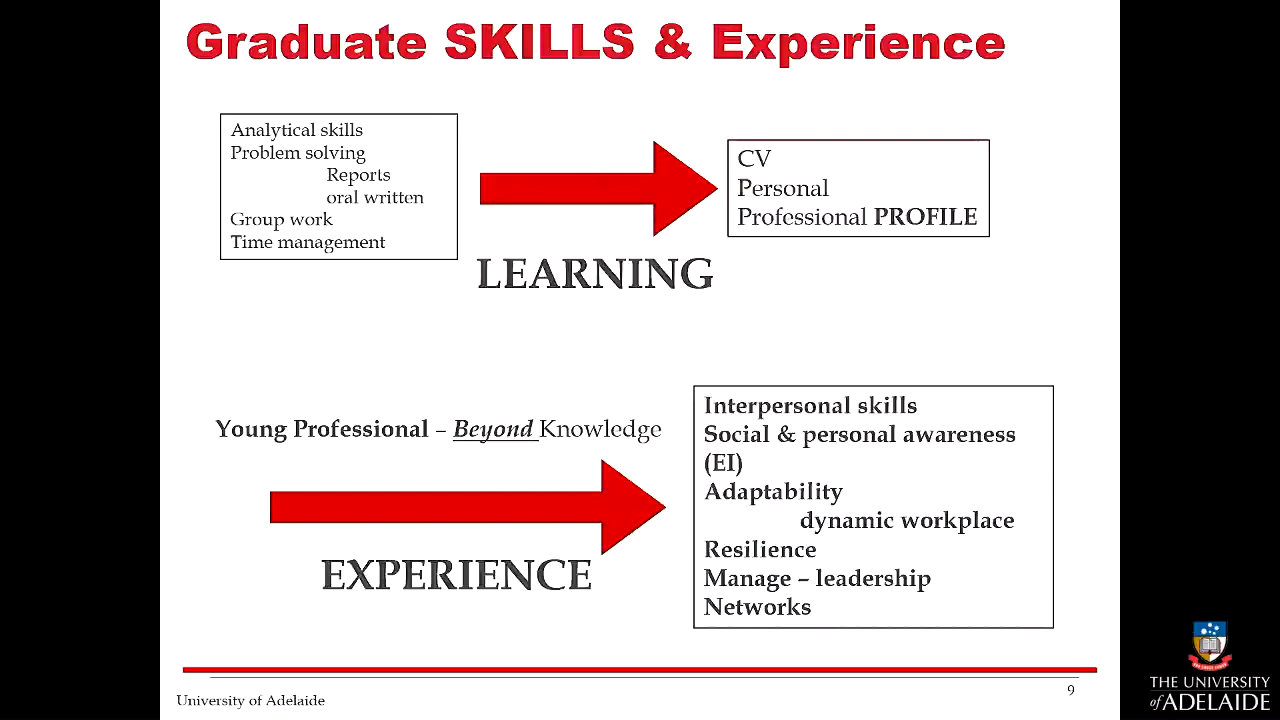 Graduate SKILLS & Experience
Analytical skills
Problem solving
Reports
oral written
Group work
Time management
CV
Personal
Professional PROFILE
LEARNING
Young Professional – Beyond Knowledge
EXPERIENCE
Interpersonal skills
Social & personal awareness
(EI)
Adaptability
dynamic workplace
Resilience
Manage – leadership
Networks
University of Adelaide
9
THE UNIVERSITY
of ADELAIDE